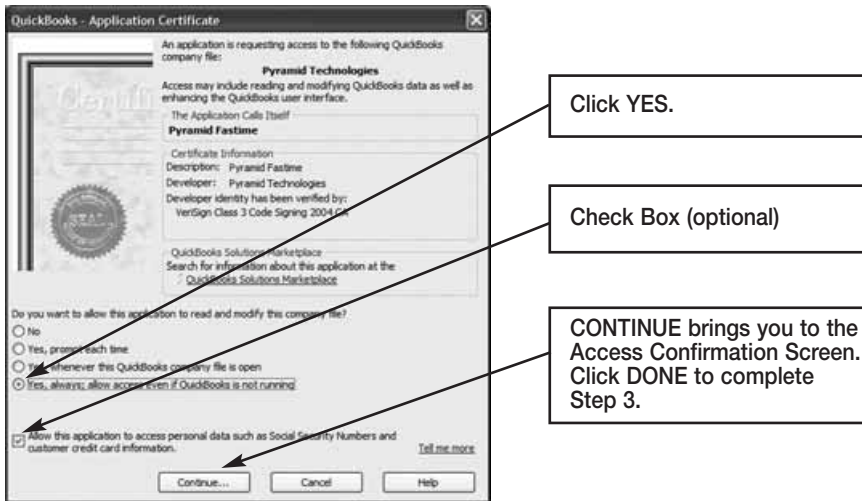 QuickBooks - Application Certificate
An application is requesting access to the following QuickBooks
company file:
Pyramid Technologies
Access may include reading and modifying QuickBooks data as well as
enhancing the QuickBooks user interface.
The Application Calls Itself
Pyramid Fastime
Certificate Information
Description: Pyramid Fastime
Developer: Pyramid Technologies
Developer identity has been verified by:
VeriSign Class 3 Code Signing 2004 CA
QuickBooks Solutions Marketplace
Search for information about this application at the
QuickBooks Solutions Marketplace
Do you want to allow this application to read and modify this company file?
No
Yes, prompt each time
Yes, whenever this QuickBooks company file is open
Yes, always; allow access even if QuickBooks is not running
Allow this application to access personal data such as Social Security Numbers and
customer credit card information.
Tell me more
Continue...
Cancel
Help
Click YES.
Check Box (optional)
CONTINUE brings you to the
Access Confirmation Screen.
Click DONE to complete
Step 3.